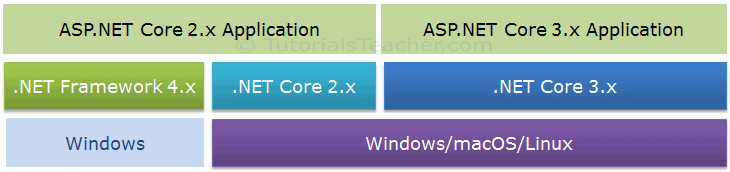 ASP.NET Core 2.x Application
ASP.NET Core 3.x Application
© TutorialsTeacher.com
.NET Framework 4.x
.NET Core 2.x
.NET Core 3.x
Windows
Windows/macOS/Linux